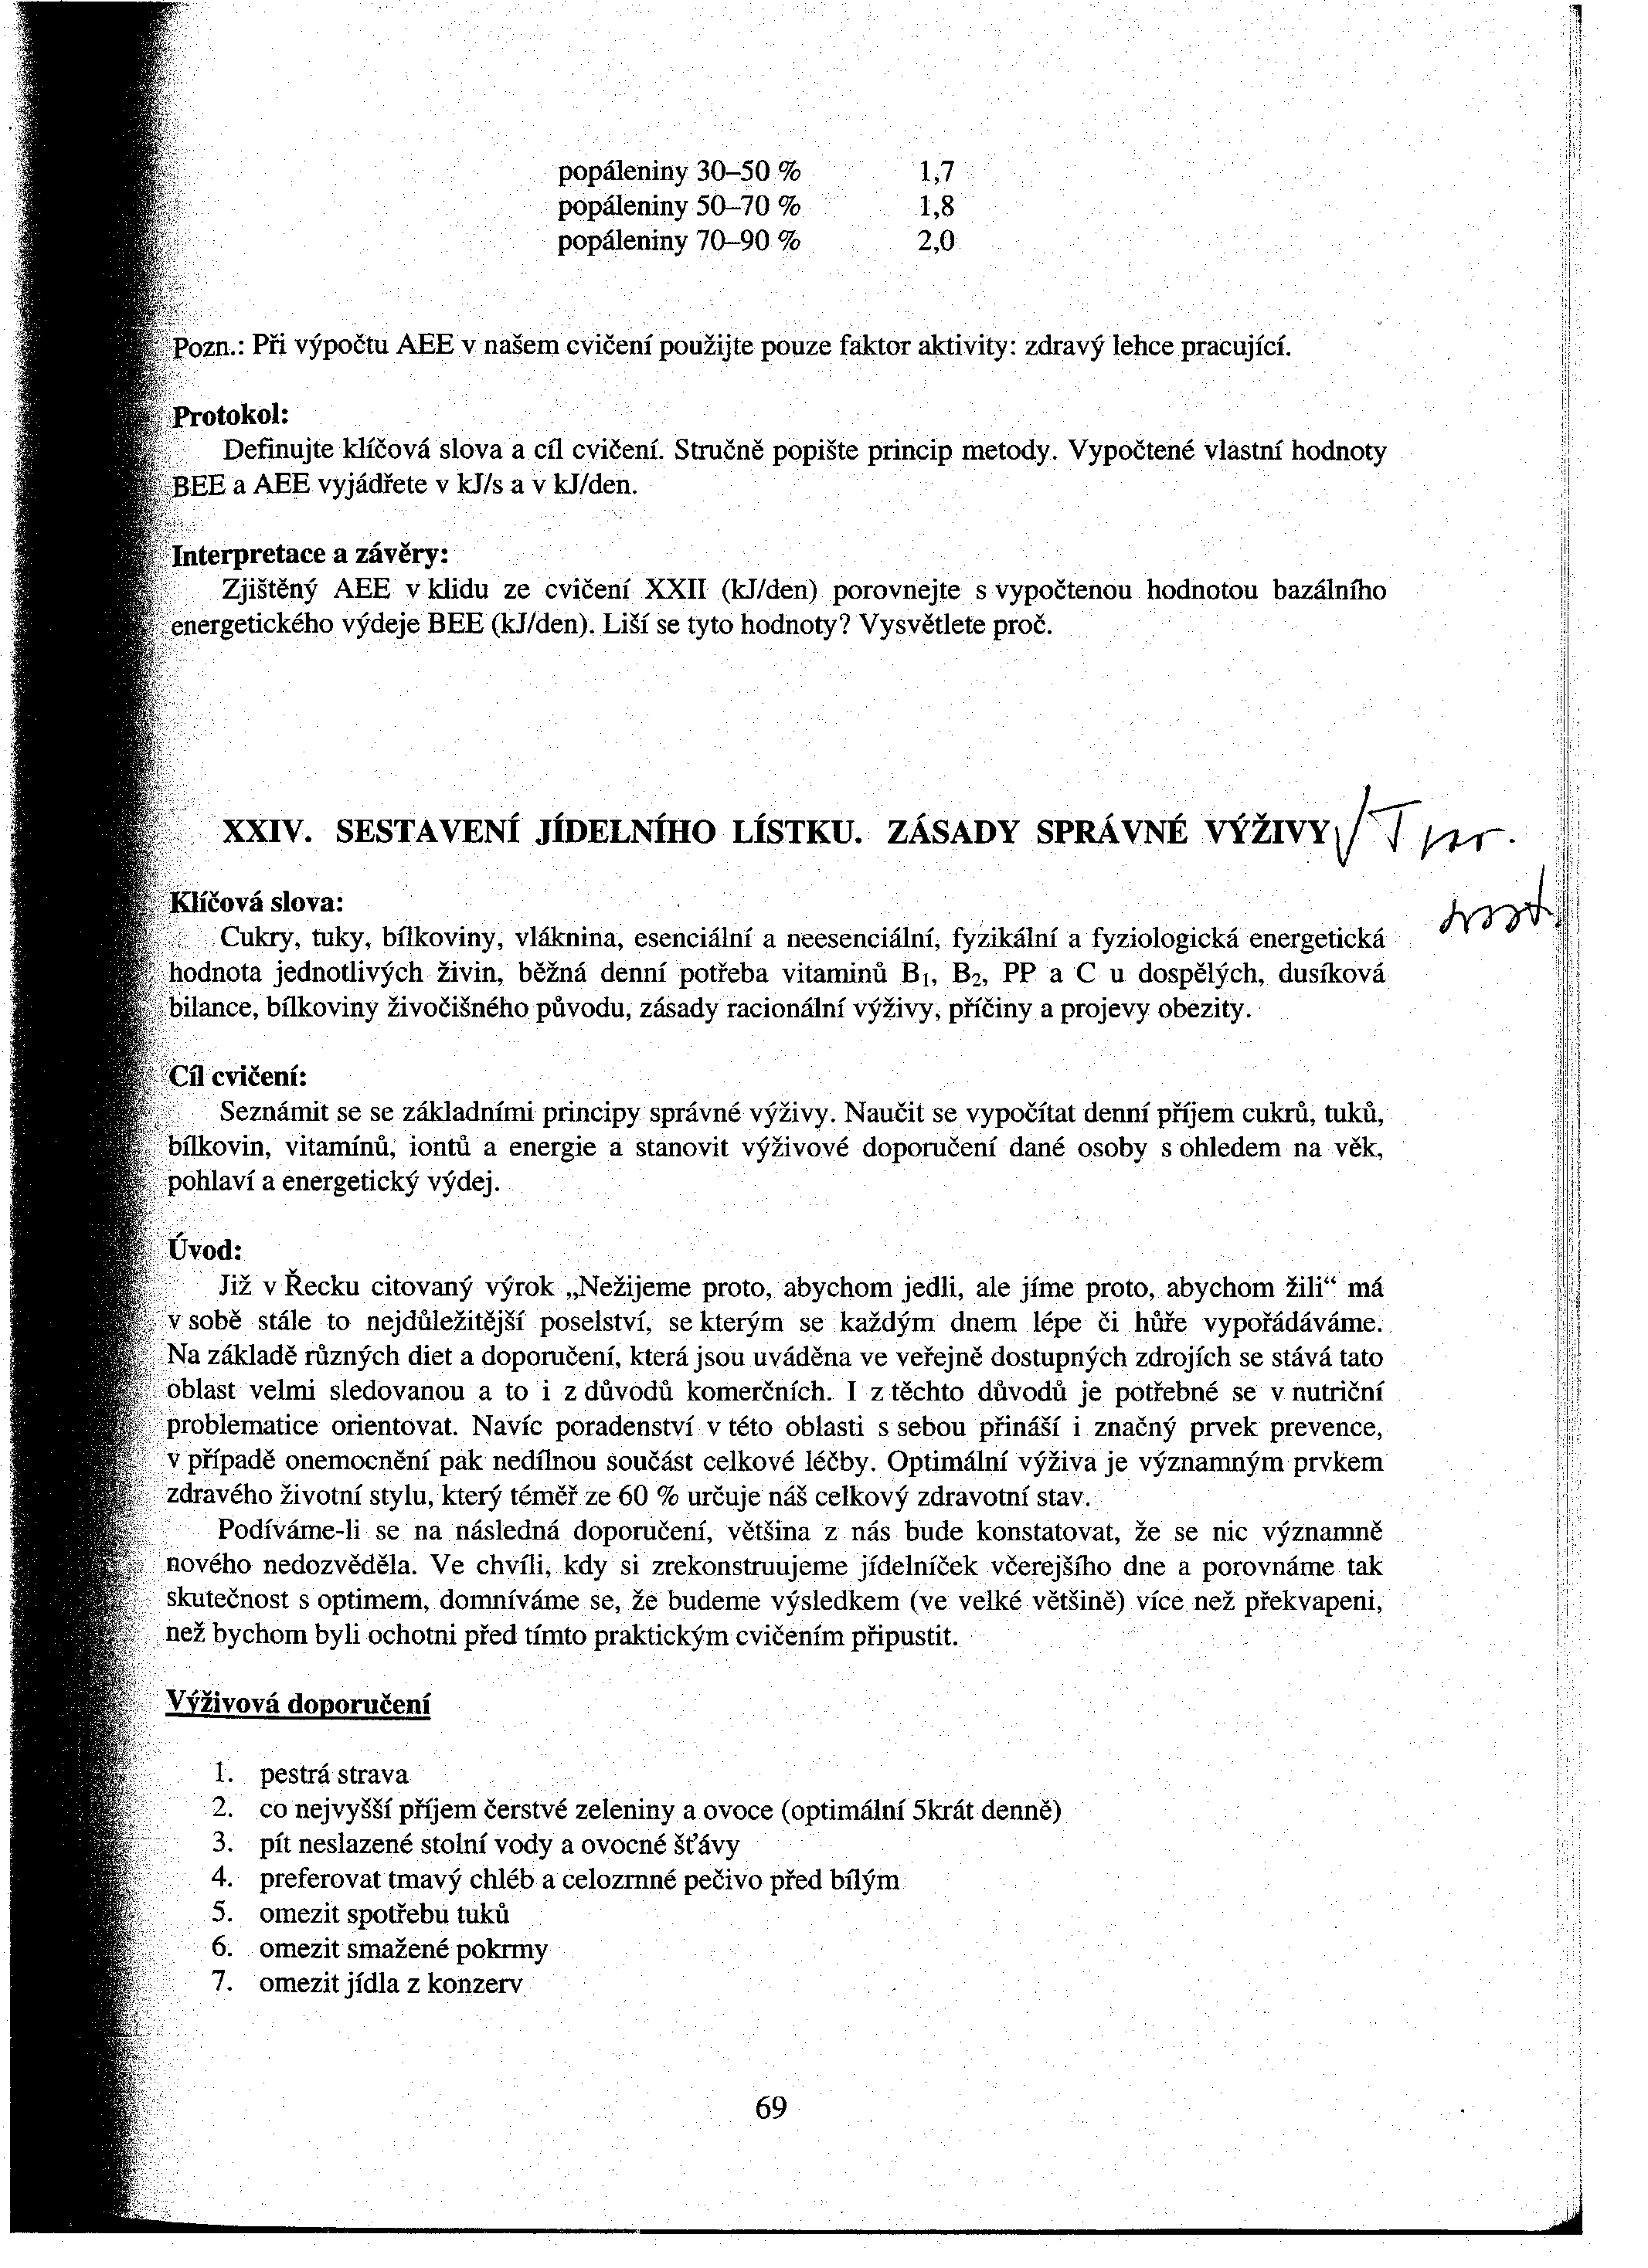 popáleniny 30–50 % 1,7
popáleniny 50–70 % 1,8
popáleniny 70–90 % 2,0
Pozn.: Při výpočtu AEE v našem cvičení použijte pouze faktor aktivity: zdravý lehce pracující.
Protokol:
Definujte klíčová slova a cíl cvičení. Stručně popište princip metody. Vypočtené vlastní hodnoty
BEE a AEE vyjádřete v kJ/s a v kJ/den.
Interpretace a závěry:
Zjištěný AEE v klidu ze cvičení XXII (kJ/den) porovnejte s vypočtenou hodnotou bazálního
energetického výdeje BEE (kJ/den). Liší se tyto hodnoty? Vysvětlete proč.
XXIV. SESTAVENÍ JÍDELNÍHO LÍSTKU. ZÁSADY SPRÁVNÉ VÝŽIVY
Klíčová slova:
Cukry, tuky, bílkoviny, vláknina, esenciální a neesenciální, fyzikální a fyziologická energetická
hodnota jednotlivých živin, běžná denní potřeba vitaminů B₁, B₂, PP a C u dospělých, dusíková
bilance, bílkoviny živočišného původu, zásady racionální výživy, příčiny a projevy obezity.
Cíl cvičení:
Seznámit se se základními principy správné výživy. Naučit se vypočítat denní příjem cukrů, tuků,
bílkovin, vitamínů, iontů a energie a stanovit výživové doporučení dané osoby s ohledem na věk,
pohlaví a energetický výdej.
Úvod:
Již v Řecku citovaný výrok „Nežijeme proto, abychom jedli, ale jíme proto, abychom žili“ má
v sobě stále to nejdůležitější poselství, se kterým se každým dnem lépe či hůře vypořádáváme.
Na základě různých diet a doporučení, která jsou uváděna ve veřejně dostupných zdrojích se stává tato
oblast velmi sledovanou a to i z důvodů komerčních. I z těchto důvodů je potřebné se v nutriční
problematice orientovat. Navíc poradenství v této oblasti s sebou přináší i značný prvek prevence,
v případě onemocnění pak nedílnou součást celkové léčby. Optimální výživa je významným prvkem
zdravého životní stylu, který téměř ze 60 % určuje náš celkový zdravotní stav.
Podíváme-li se na následná doporučení, většina z nás bude konstatovat, že se nic významně
nového nedozvěděla. Ve chvíli, kdy si zrekonstruujeme jídelníček včerejšího dne a porovnáme tak
skutečnost s optimem, domníváme se, že budeme výsledkem (ve velké většině) více než překvapeni,
než bychom byli ochotni před tímto praktickým cvičením připustit.
Výživová doporučení
1. pestrá strava
2. co nejvyšší příjem čerstvé zeleniny a ovoce (optimální 5krát denně)
3. pít neslazené stolní vody a ovocné šťávy
4. preferovat tmavý chléb a celozrnné pečivo před bílým
5. omezit spotřebu tuků
6. omezit smažené pokrmy
7. omezit jídla z konzerv
69